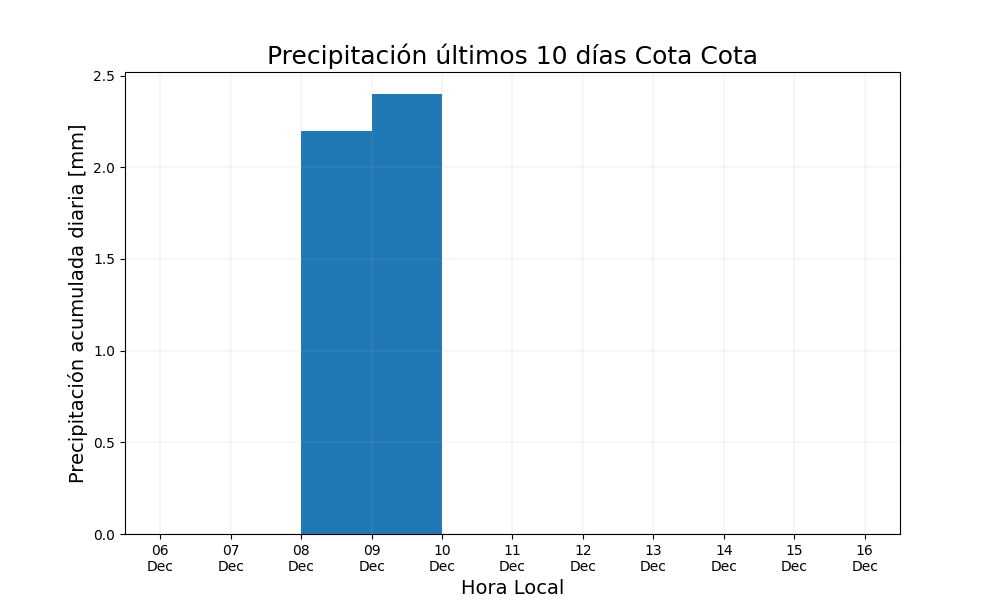 Precipitación últimos 10 días Cota Cota
Precipitación acumulada diaria [mm]
2.5
2.0
1.5
1.0
0.5
0.0
06 07 08 09 10 11 12 13 14 15 16
Dec Dec Dec Dec Dec Dec Dec Dec Dec Dec Dec
Hora Local